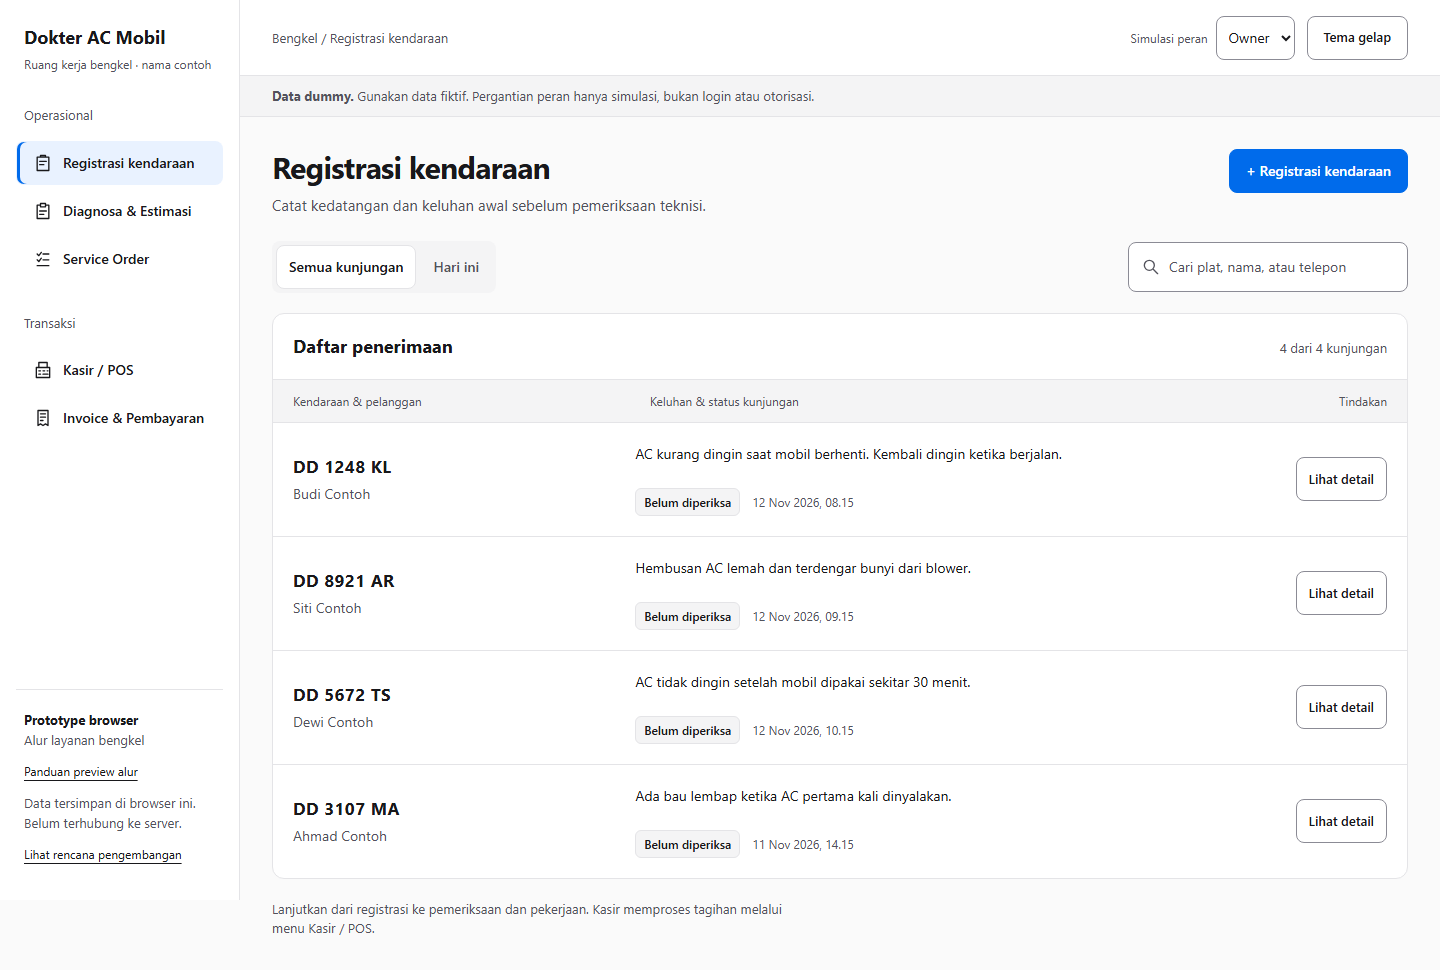 Dokter AC Mobil
Ruang kerja bengkel · nama contoh
Operasional
Registrasi kendaraan
Diagnosa & Estimasi
Service Order
Transaksi
Kasir / POS
Invoice & Pembayaran
Prototype browser
Alur layanan bengkel
Panduan preview alur
Data tersimpan di browser ini.
Belum terhubung ke server.
Lihat rencana pengembangan
Bengkel / Registrasi kendaraan
Simulasi peran
Owner
Tema gelap
Data dummy. Gunakan data fiktif. Pergantian peran hanya simulasi, bukan login atau otorisasi.
Registrasi kendaraan
+ Registrasi kendaraan
Catat kedatangan dan keluhan awal sebelum pemeriksaan teknisi.
Semua kunjungan
Hari ini
Cari plat, nama, atau telepon
Daftar penerimaan
4 dari 4 kunjungan
Kendaraan & pelanggan
Keluhan & status kunjungan
Tindakan
DD 1248 KL
Budi Contoh
AC kurang dingin saat mobil berhenti. Kembali dingin ketika berjalan.
Belum diperiksa
12 Nov 2026, 08.15
Lihat detail
DD 8921 AR
Siti Contoh
Hembusan AC lemah dan terdengar bunyi dari blower.
Belum diperiksa
12 Nov 2026, 09.15
Lihat detail
DD 5672 TS
Dewi Contoh
AC tidak dingin setelah mobil dipakai sekitar 30 menit.
Belum diperiksa
12 Nov 2026, 10.15
Lihat detail
DD 3107 MA
Ahmad Contoh
Ada bau lembap ketika AC pertama kali dinyalakan.
Belum diperiksa
11 Nov 2026, 14.15
Lihat detail
Lanjutkan dari registrasi ke pemeriksaan dan pekerjaan. Kasir memproses tagihan melalui
menu Kasir / POS.